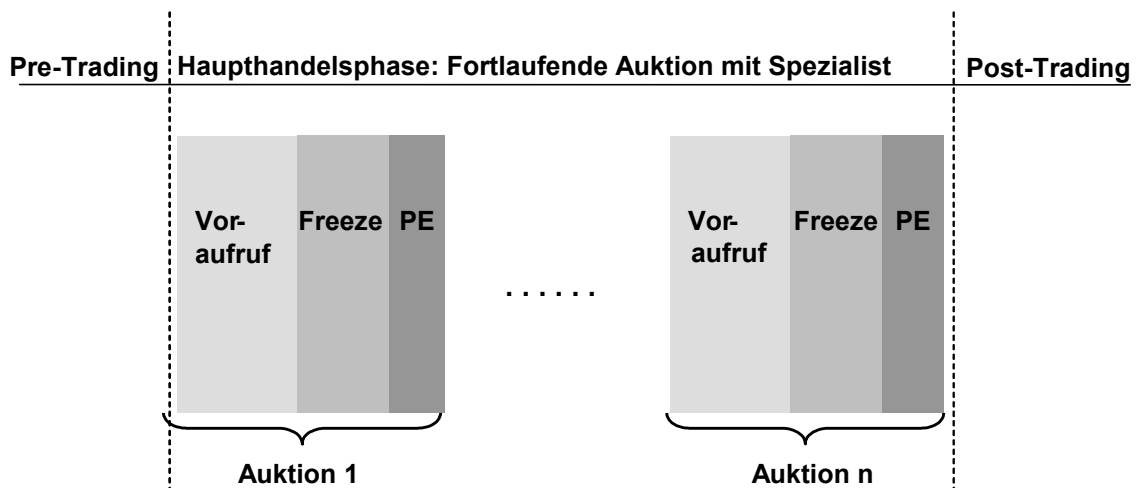 Pre-Trading Haupthandelsphase: Fortlaufende Auktion mit Spezialist Post-Trading
Vor-
aufruf
Freeze
PE
. . . . . .
Vor-
aufruf
Freeze
PE
Auktion 1
Auktion n